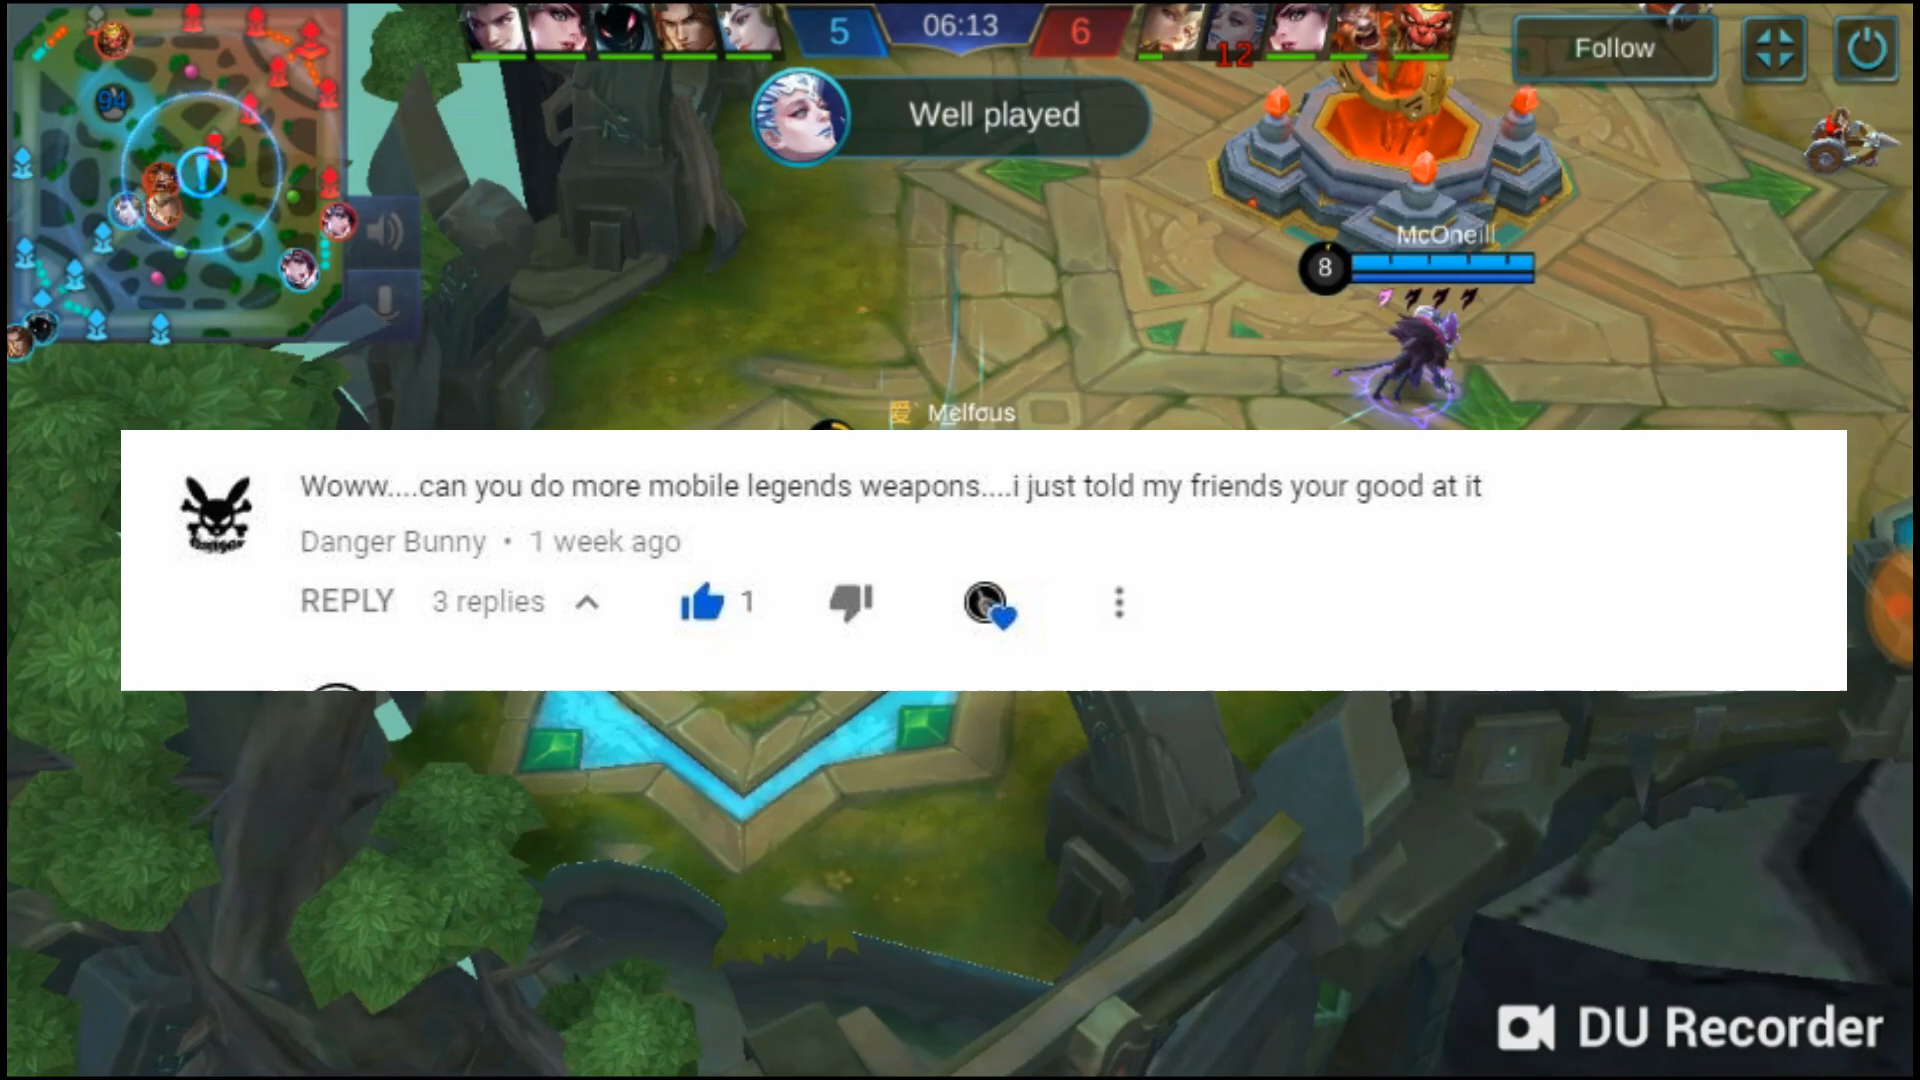 5 06:13 6
12
Follow
94
Well played
McOneill
8
爱 Melfous
Woww....can you do more mobile legends weapons....i just told my friends your good at it
Danger Bunny • 1 week ago
REPLY 3 replies 1
DU Recorder